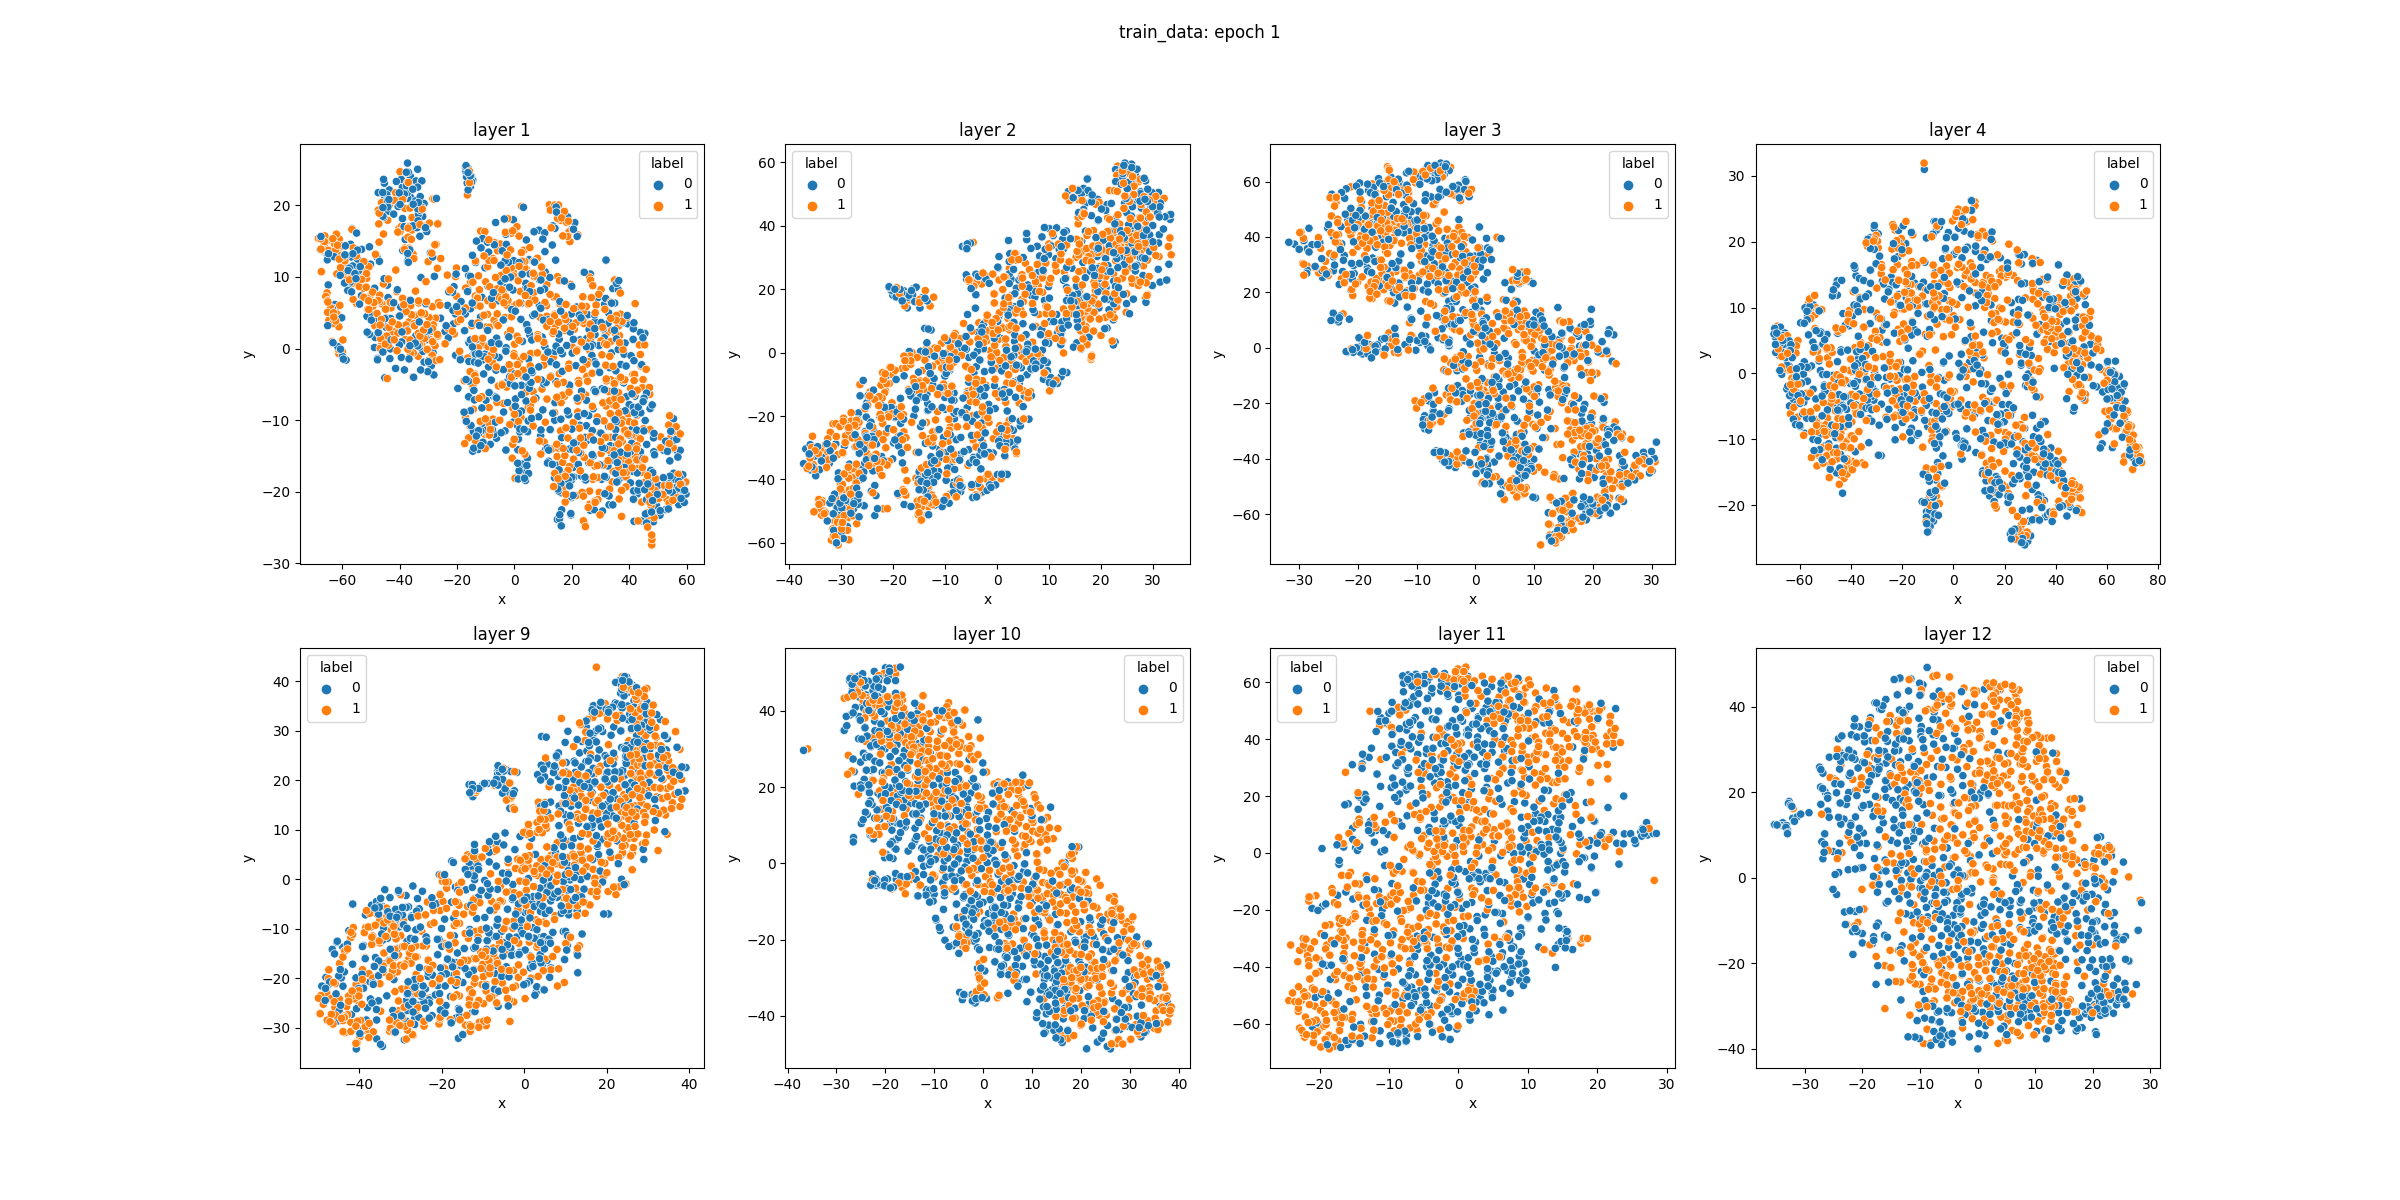 train_data: epoch 1
layer 1
label
0
1
20
10
0
−10
−20
−30
y
−60 −40 −20 0 20 40 60
x
layer 2
label
0
1
60
40
20
0
−20
−40
−60
y
−40 −30 −20 −10 0 10 20 30
x
layer 3
label
0
1
60
40
20
0
−20
−40
−60
y
−30 −20 −10 0 10 20 30
x
layer 4
label
0
1
30
20
10
0
−10
−20
y
−60 −40 −20 0 20 40 60 80
x
layer 9
label
0
1
40
30
20
10
0
−10
−20
−30
y
−40 −20 0 20 40
x
layer 10
label
0
1
40
20
0
−20
−40
y
−40 −30 −20 −10 0 10 20 30 40
x
layer 11
label
0
1
60
40
20
0
−20
−40
−60
y
−20 −10 0 10 20 30
x
layer 12
label
0
1
40
20
0
−20
−40
y
−30 −20 −10 0 10 20 30
x